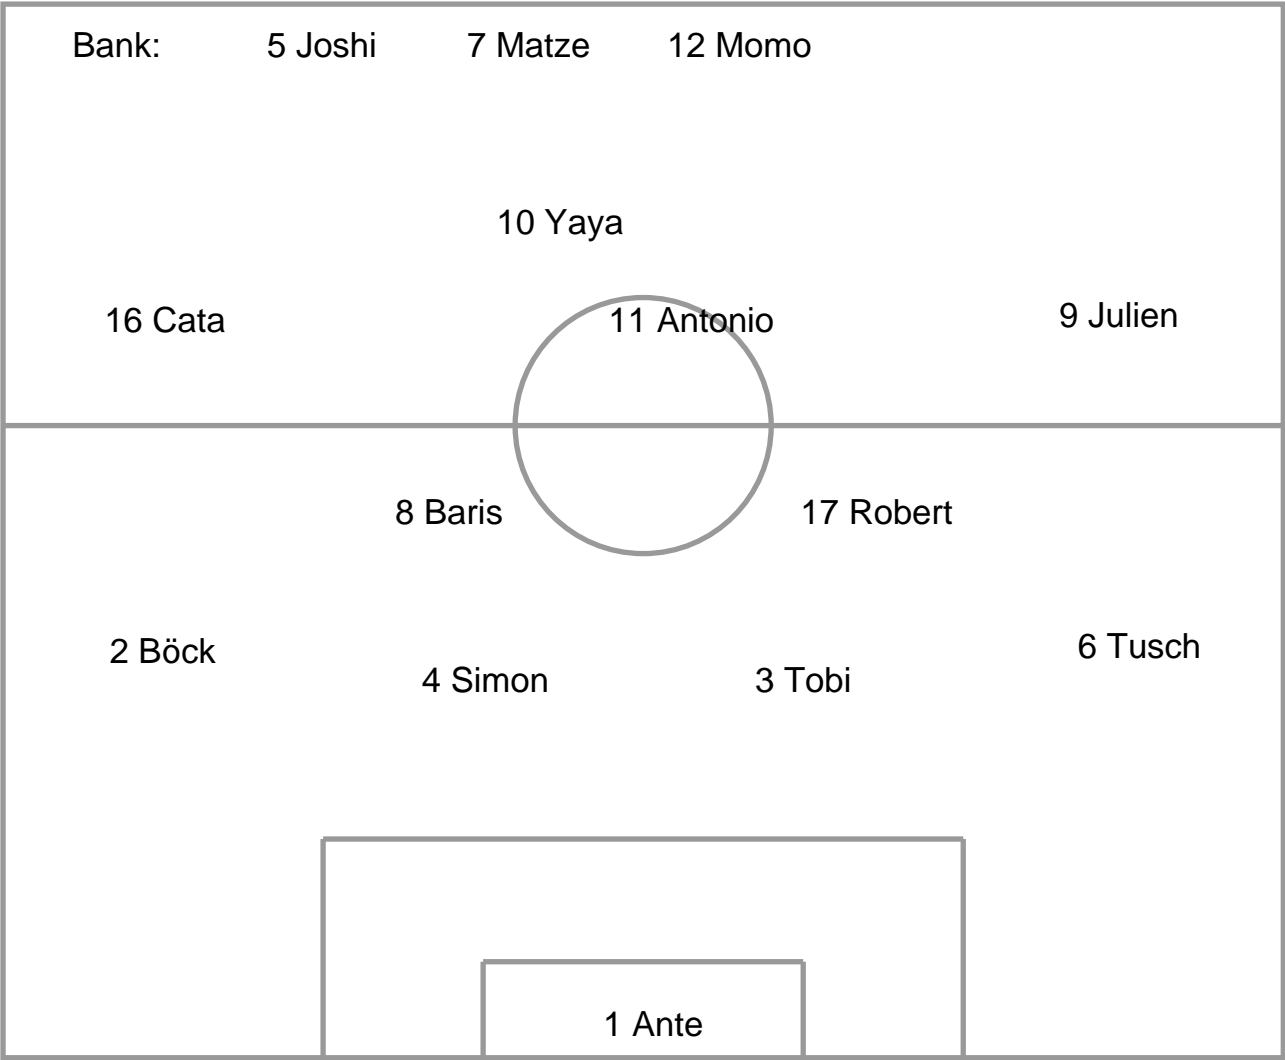 Bank: 5 Joshi 7 Matze 12 Momo
10 Yaya
16 Cata 11 Antonio 9 Julien
8 Baris 17 Robert
2 Böck 6 Tusch
4 Simon 3 Tobi
1 Ante